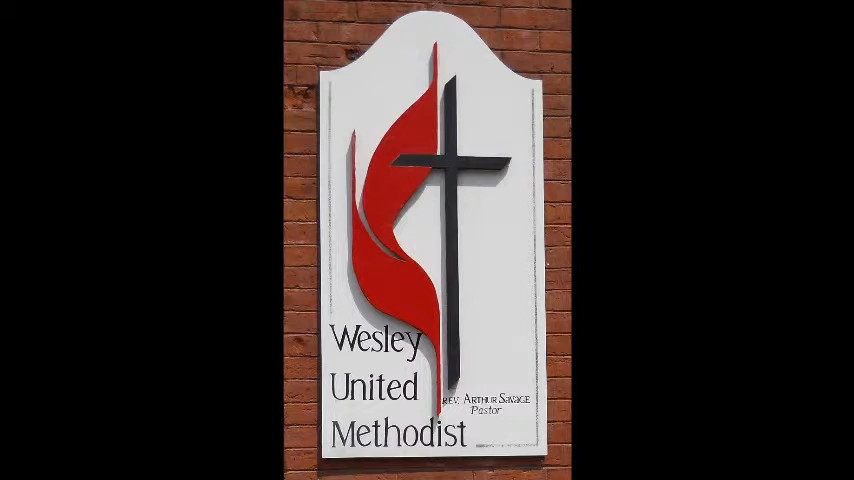 Wesley
United
Methodist
REV. ARTHUR SAVAGE
Pastor